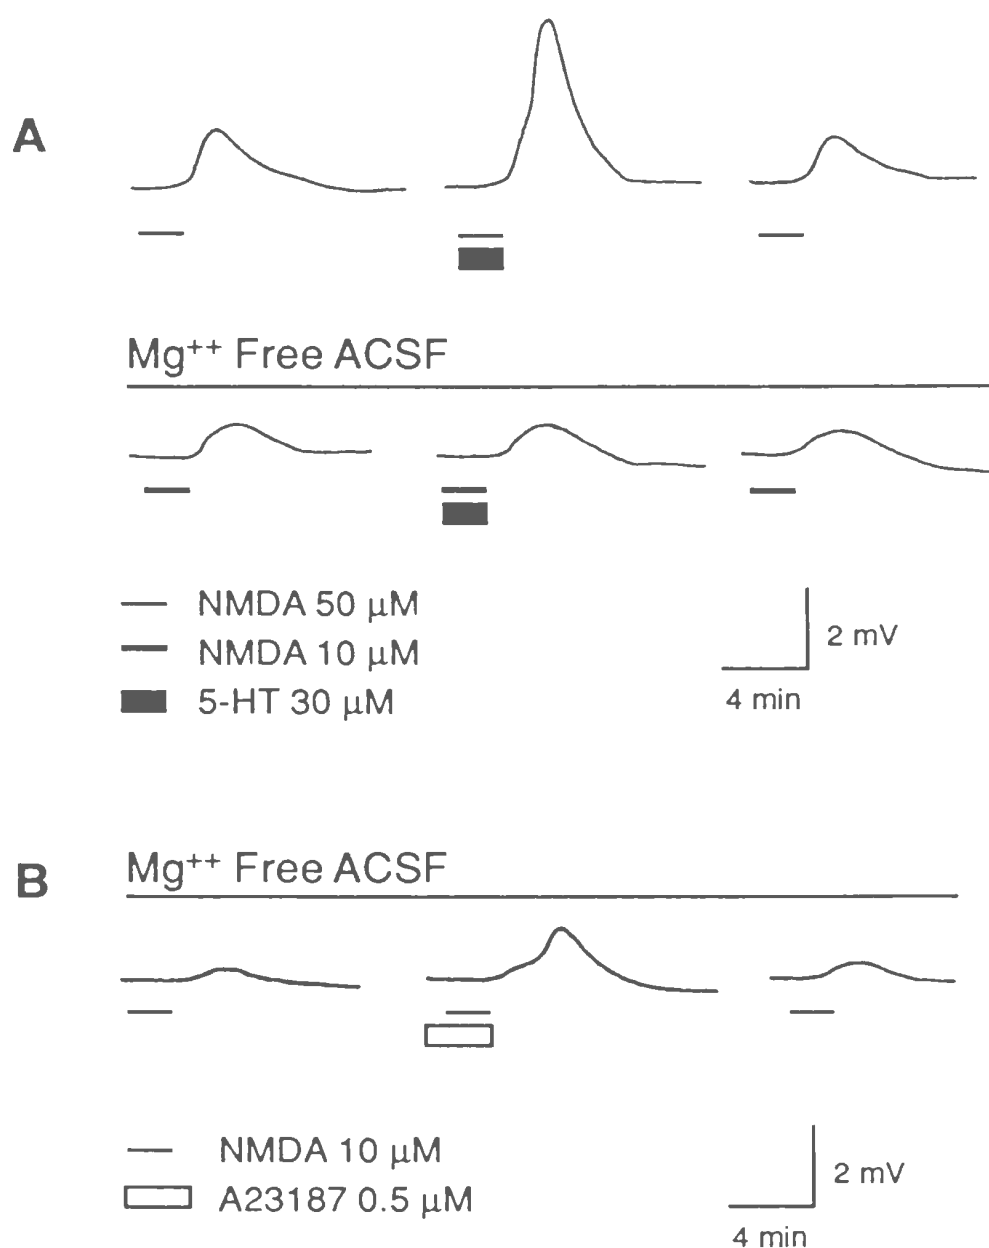 A
Mg⁺⁺ Free ACSF
NMDA 50 μM
NMDA 10 μM
5-HT 30 μM
2 mV
4 min
B
Mg⁺⁺ Free ACSF
NMDA 10 μM
A23187 0.5 μM
2 mV
4 min